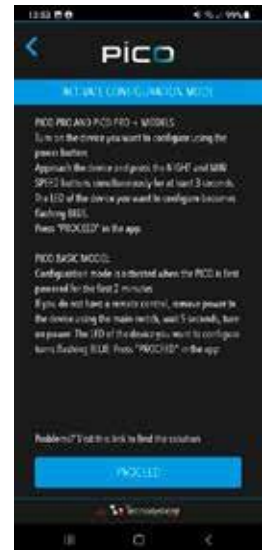 13:53
99%
PICO
ACTIVATE CONFIGURATION MODE
PICO PRO AND PICO PRO + MODELS
Turn on the device you want to configure using the
power button.
Approach the device and press the NIGHT and MIN
SPEED buttons simultaneously for at least 3 seconds.
The LED of the device you want to configure becomes
flashing BLUE.
Press "PROCEED" in the app.
PICO BASIC MODEL:
Configuration mode is activated when the PICO is first
powered for the first 2 minutes
If you do not have a remote control, remove power to
the device using the main switch, wait 5 seconds, turn
on power. The LED of the device you want to configure
turns flashing BLUE. Press "PROCEED" in the app
Problems? Visit this link to find the solution
PROCEED
Tecnosystemi